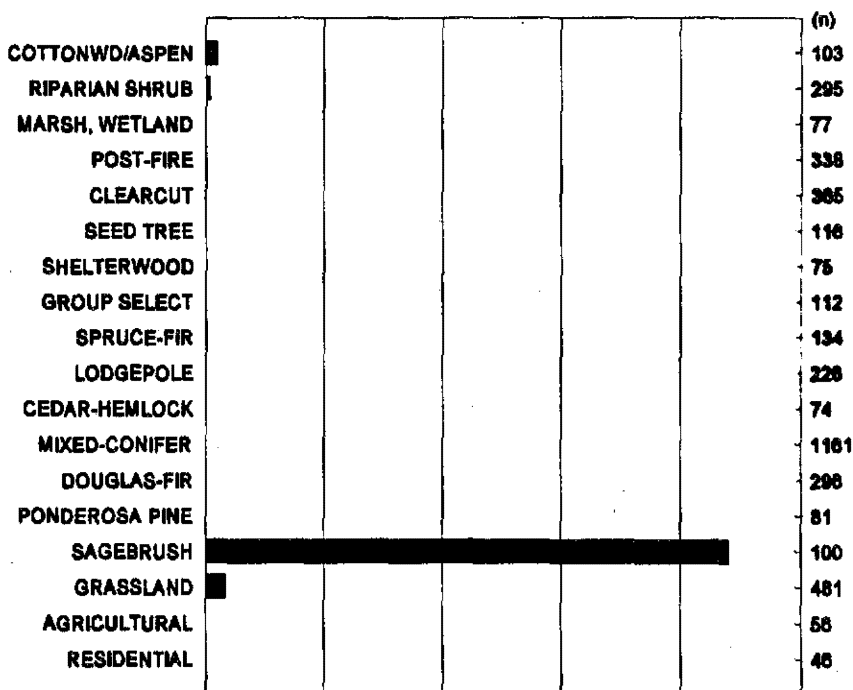 (n)
COTTONWD/ASPEN 103
RIPARIAN SHRUB 295
MARSH, WETLAND 77
POST-FIRE 338
CLEARCUT 365
SEED TREE 116
SHELTERWOOD 75
GROUP SELECT 112
SPRUCE-FIR 134
LODGEPOLE 226
CEDAR-HEMLOCK 74
MIXED-CONIFER 1161
DOUGLAS-FIR 296
PONDEROSA PINE 81
SAGEBRUSH 100
GRASSLAND 481
AGRICULTURAL 56
RESIDENTIAL 46